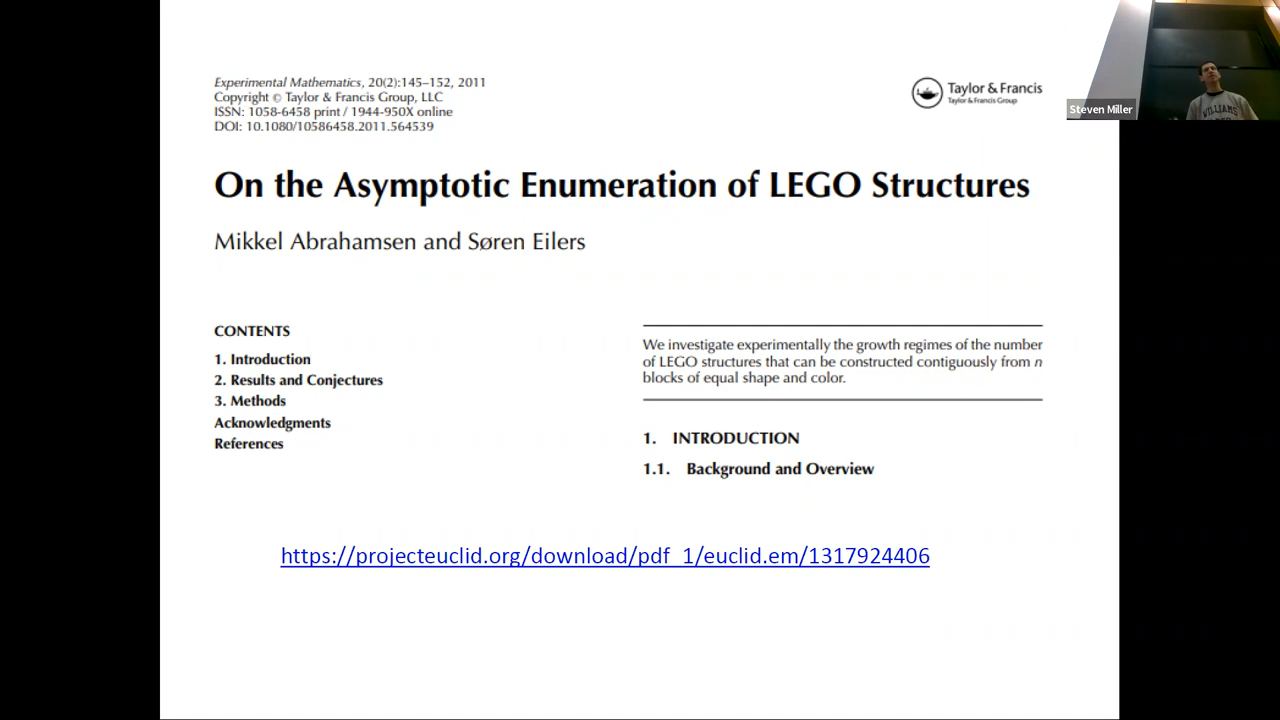 Experimental Mathematics, 20(2):145–152, 2011
Copyright © Taylor & Francis Group, LLC
ISSN: 1058-6458 print / 1944-950X online
DOI: 10.1080/10586458.2011.564539
Taylor & Francis
Taylor & Francis Group
Steven Miller
WILLIAMS
On the Asymptotic Enumeration of LEGO Structures
Mikkel Abrahamsen and Søren Eilers
CONTENTS
1. Introduction
2. Results and Conjectures
3. Methods
Acknowledgments
References
We investigate experimentally the growth regimes of the number
of LEGO structures that can be constructed contiguously from n
blocks of equal shape and color.
1. INTRODUCTION
1.1. Background and Overview
https://projecteuclid.org/download/pdf_1/euclid.em/1317924406